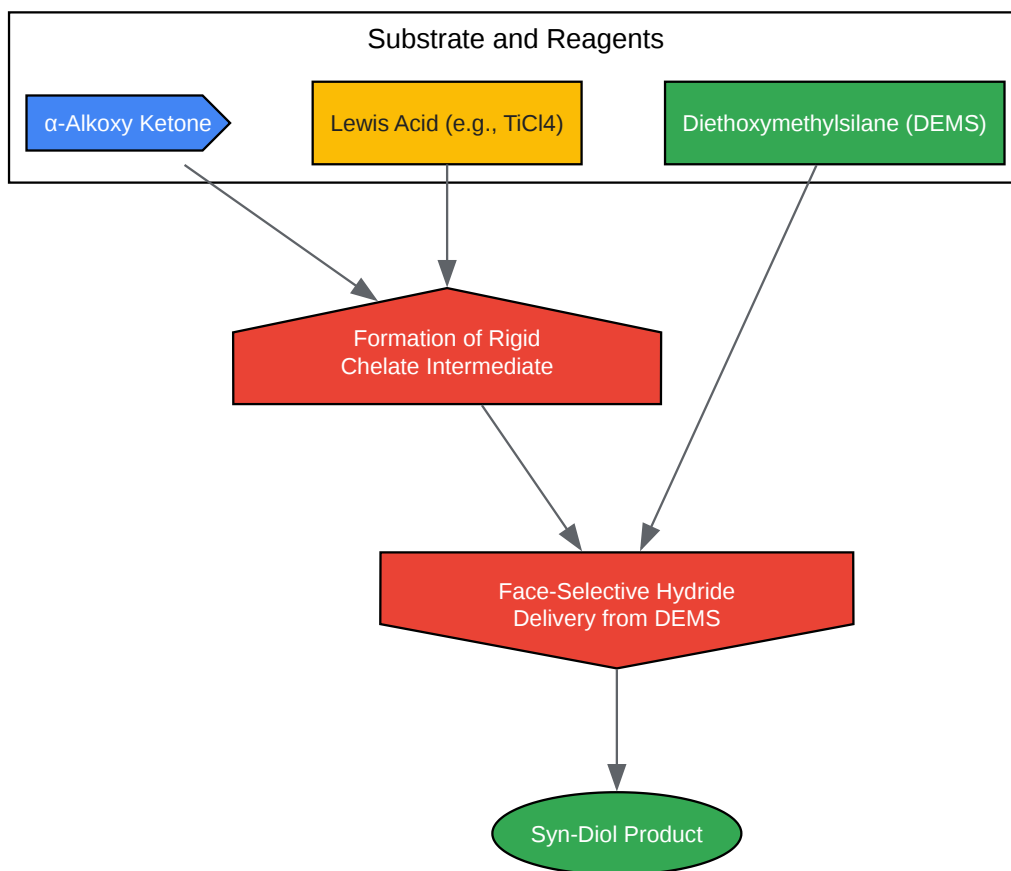 Substrate and Reagents
α-Alkoxy Ketone
Lewis Acid (e.g., TiCl4)
Diethoxymethylsilane (DEMS)
Formation of Rigid
Chelate Intermediate
Face-Selective Hydride
Delivery from DEMS
Syn-Diol Product